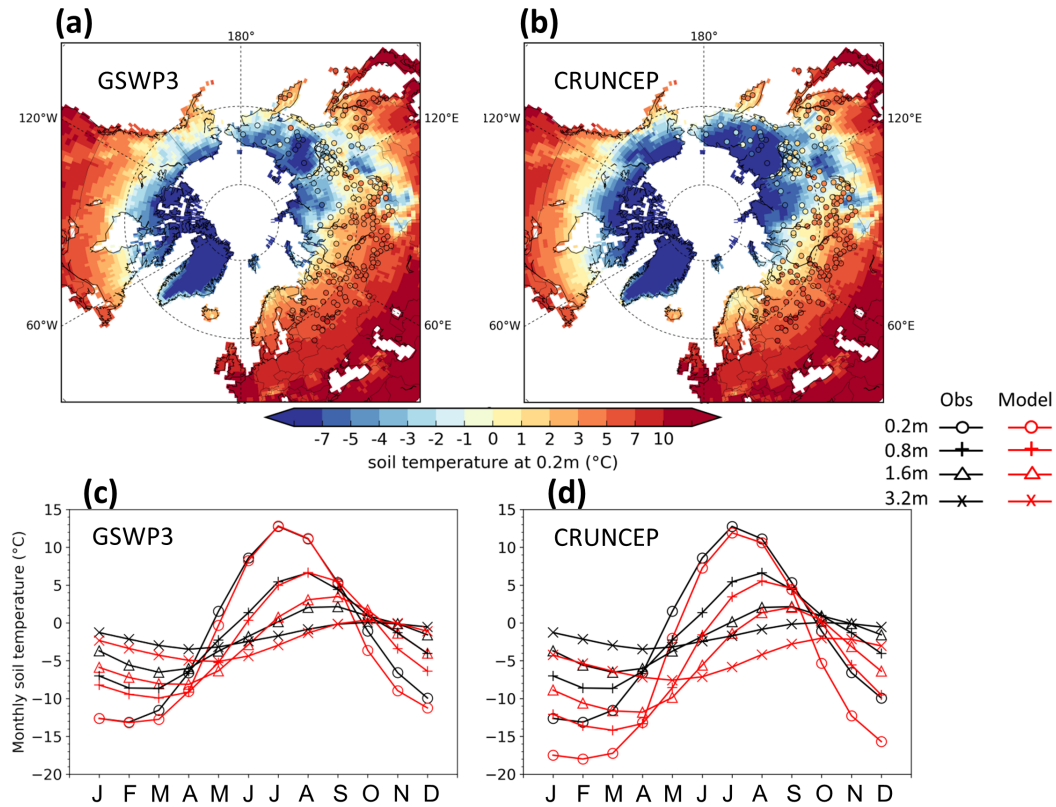 (a)
(b)
180°
180°
GSWP3
CRUNCEP
120°W
120°E
120°W
120°E
60°W
60°E
60°W
60°E
-7 -5 -4 -3 -2 -1 0 1 2 3 5 7 10
soil temperature at 0.2m (°C)
Obs Model
0.2m
0.8m
1.6m
3.2m
(c)
(d)
GSWP3
CRUNCEP
Monthly soil temperature (°C)
15
10
5
0
−5
−10
−15
−20
15
10
5
0
−5
−10
−15
−20
J F M A M J J A S O N D
J F M A M J J A S O N D